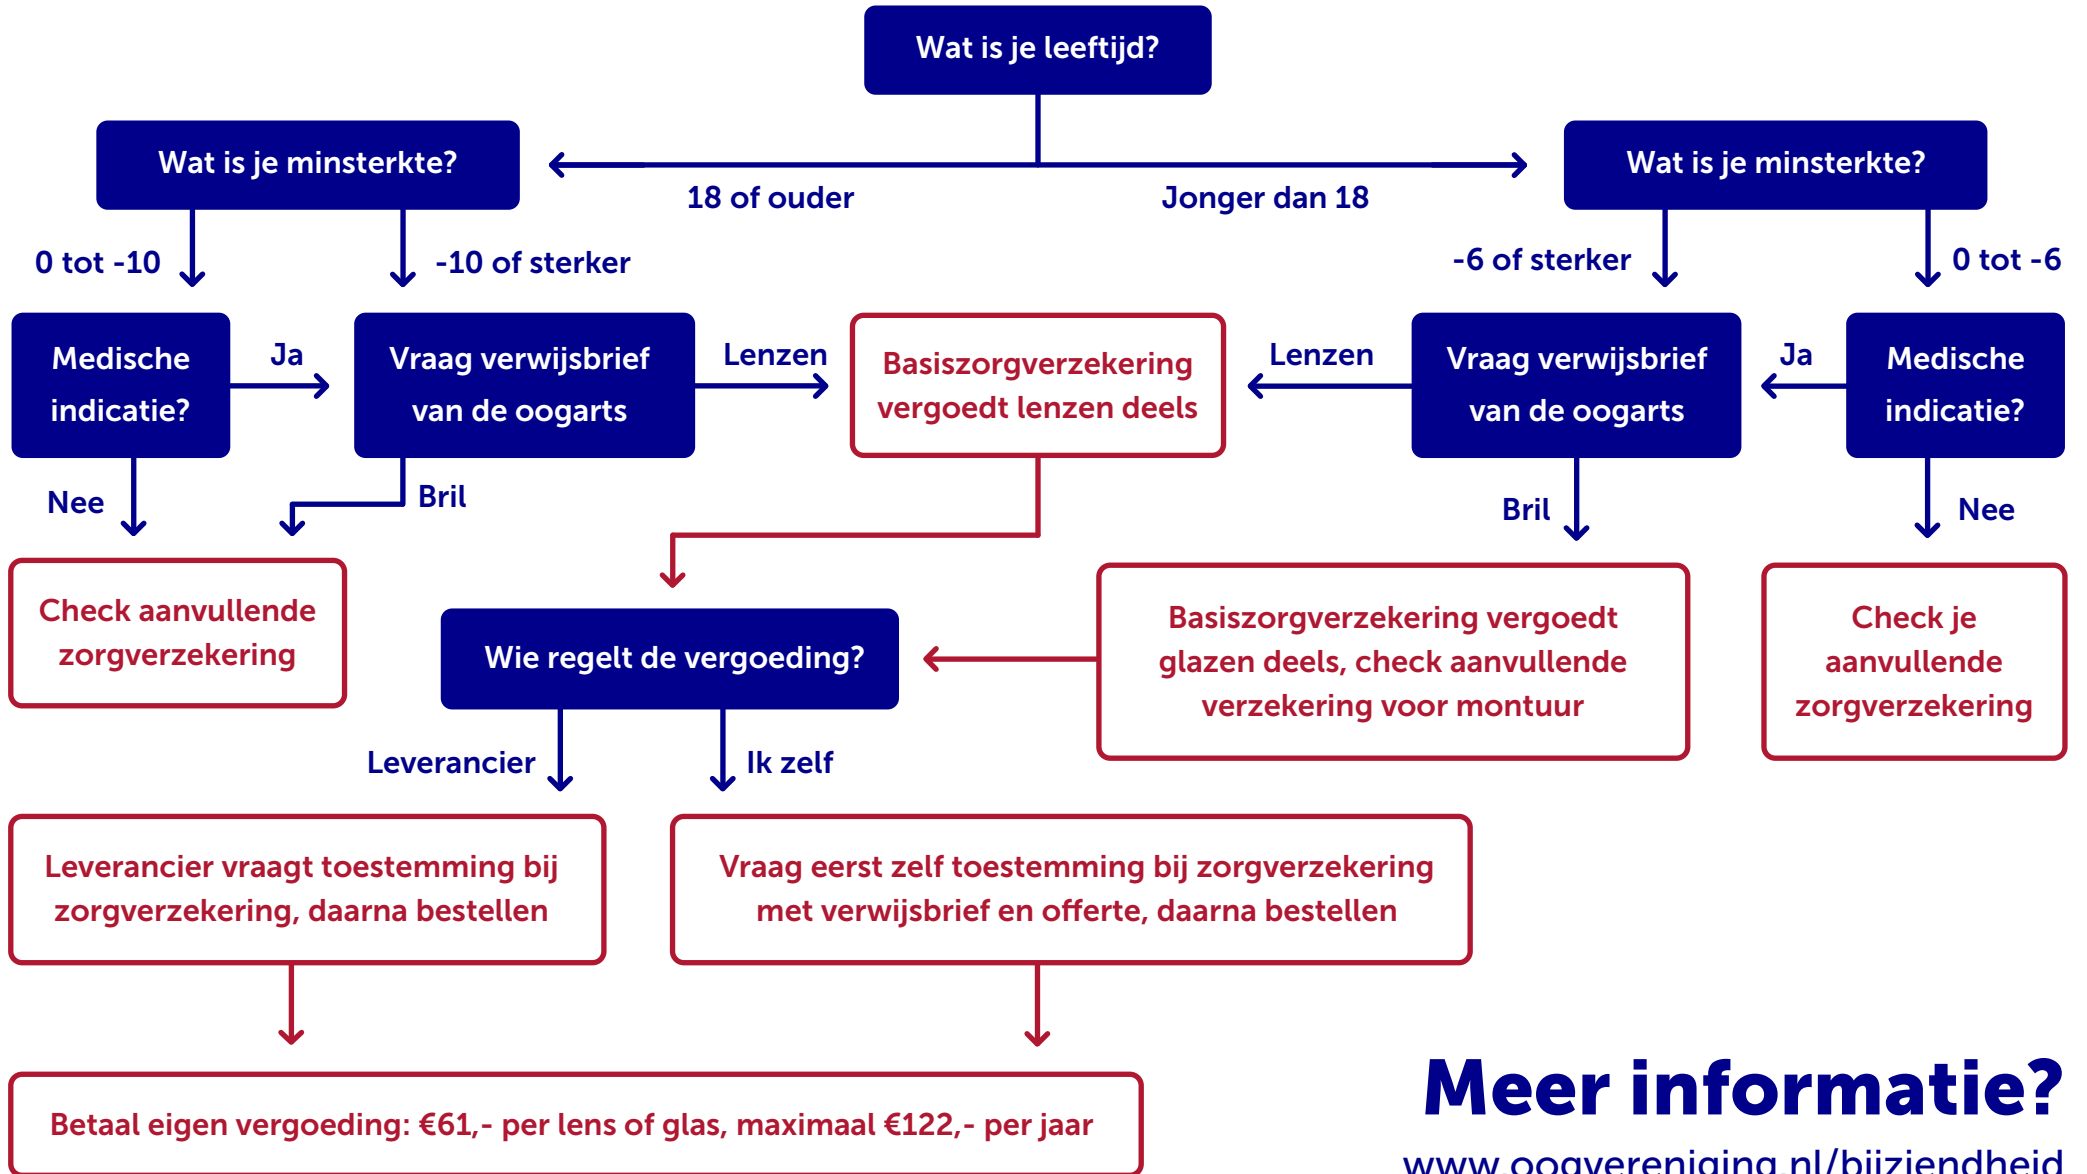 Wat is je leeftijd?
Wat is je minsterkte?
18 of ouder
Jonger dan 18
Wat is je minsterkte?
0 tot -10
-10 of sterker
-6 of sterker
0 tot -6
Medische
indicatie?
Ja
Vraag verwijsbrief
van de oogarts
Lenzen
Basiszorgverzekering
vergoedt lenzen deels
Lenzen
Vraag verwijsbrief
van de oogarts
Ja
Medische
indicatie?
Nee
Bril
Bril
Nee
Check aanvullende
zorgverzekering
Wie regelt de vergoeding?
Basiszorgverzekering vergoedt
glazen deels, check aanvullende
verzekering voor montuur
Check je
aanvullende
zorgverzekering
Leverancier
Ik zelf
Leverancier vraagt toestemming bij
zorgverzekering, daarna bestellen
Vraag eerst zelf toestemming bij zorgverzekering
met verwijsbrief en offerte, daarna bestellen
Betaal eigen vergoeding: €61,- per lens of glas, maximaal €122,- per jaar
Meer informatie?
www.oogvereniging.nl/bijziendheid